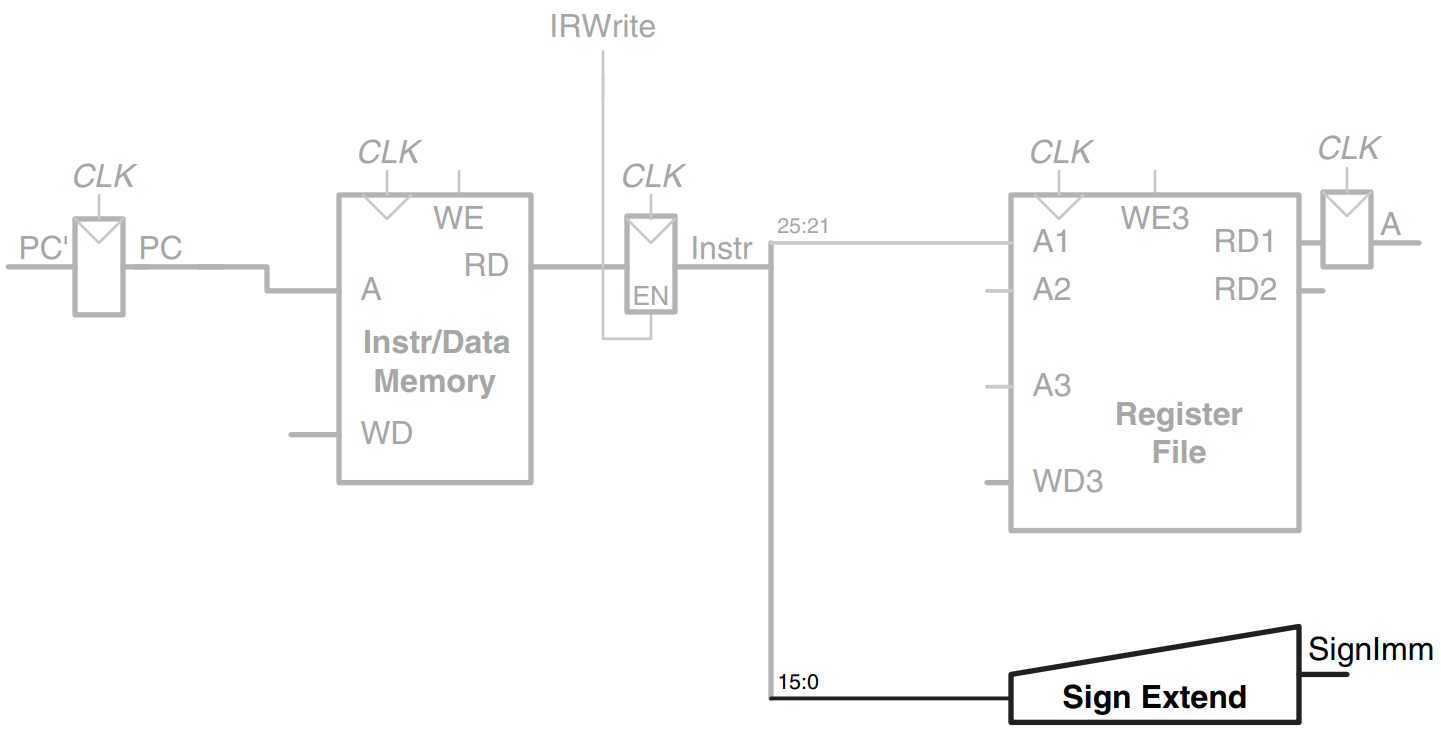 IRWrite
CLK
CLK
CLK
CLK
CLK
PC'
PC
WE
RD
A
Instr/Data
Memory
WD
EN
Instr
25:21
A1
WE3
RD1
A
A2
RD2
A3
Register
File
WD3
15:0
Sign Extend
SignImm